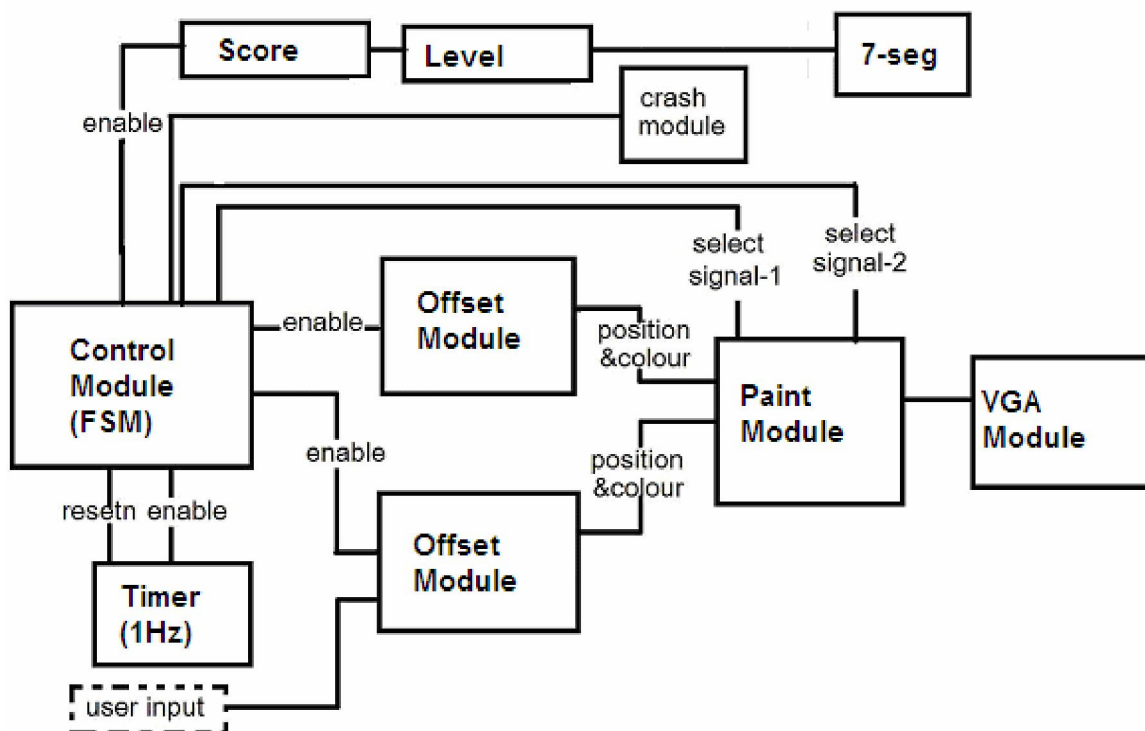 Score
Level
7-seg
crash
module
enable
select
signal-1
select
signal-2
Control
Module
(FSM)
enable
Offset
Module
position
&colour
Paint
Module
VGA
Module
enable
position
&colour
resetn
enable
Offset
Module
Timer
(1Hz)
user input